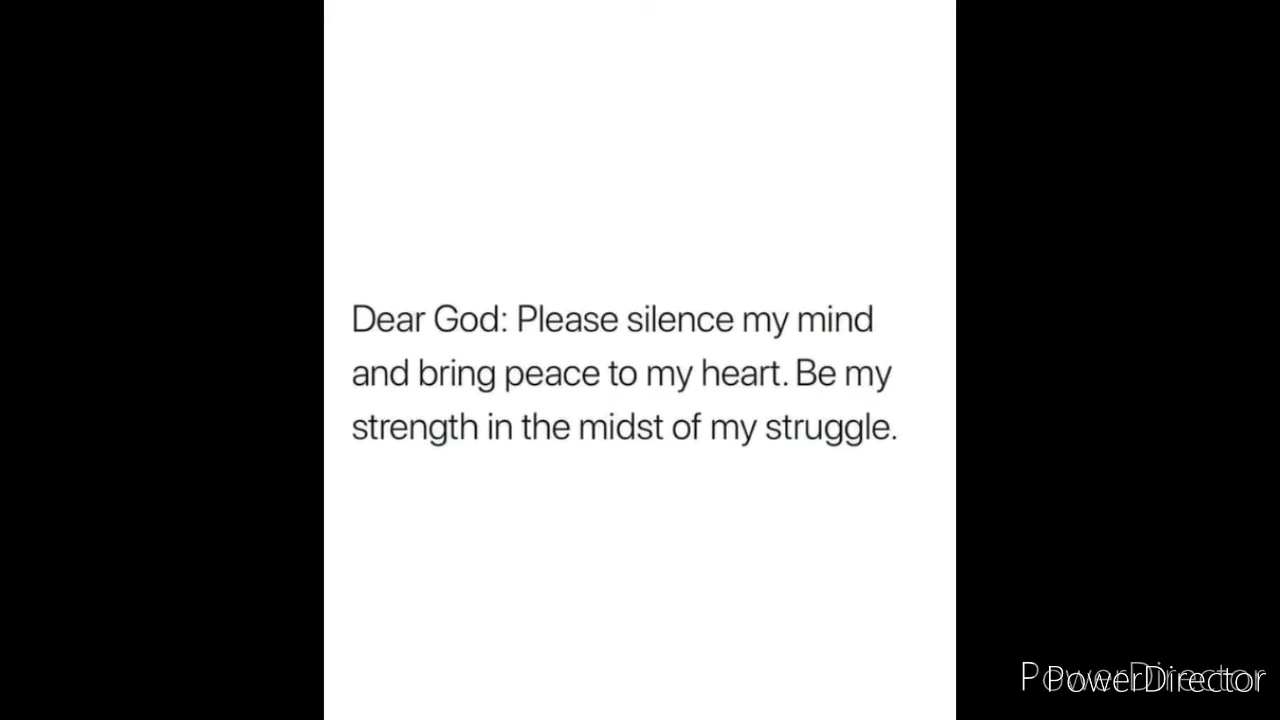 Dear God: Please silence my mind
and bring peace to my heart. Be my
strength in the midst of my struggle.
PowerDirector
PowerDirector